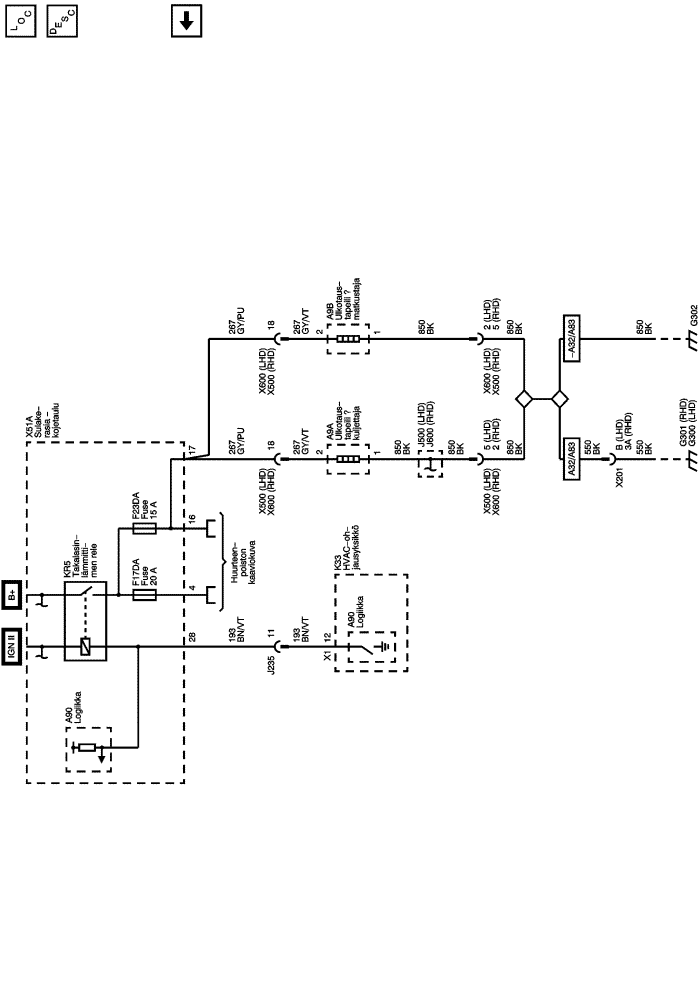 LOC
DESC
B+
IGN II
X51A
Sulake–
rasia -
kojetaulu
KR5
Takalasin–
lämmitti–
men rele
F23DA
Fuse
15 A
F17DA
Fuse
20 A
A90
Logiikka
17
16
4
28
Huurteen–
poiston
kaaviokuva
267
GY/PU
267
GY/PU
193
BN/VT
X600 (LHD)
X500 (RHD)
18
X500 (LHD)
X600 (RHD)
18
J235
11
267
GY/VT
267
GY/VT
193
BN/VT
2
2
X1
12
A9B
Ulkotaus–
tapeili ?
matkustaja
A9A
Ulkotaus–
tapeili ?
kuljettaja
K33
HVAC–oh–
jausyksikkö
A90
Logiikka
1
1
850
BK
850
BK
J500 (LHD)
J600 (RHD)
850
BK
2 (LHD)
5 (RHD)
X600 (LHD)
X500 (RHD)
5 (LHD)
2 (RHD)
X500 (LHD)
X600 (RHD)
850
BK
850
BK
–A32/A83
A32/A83
550
BK
B (LHD)
3A (RHD)
X201
550
BK
850
BK
G302
G301 (RHD)
G300 (LHD)